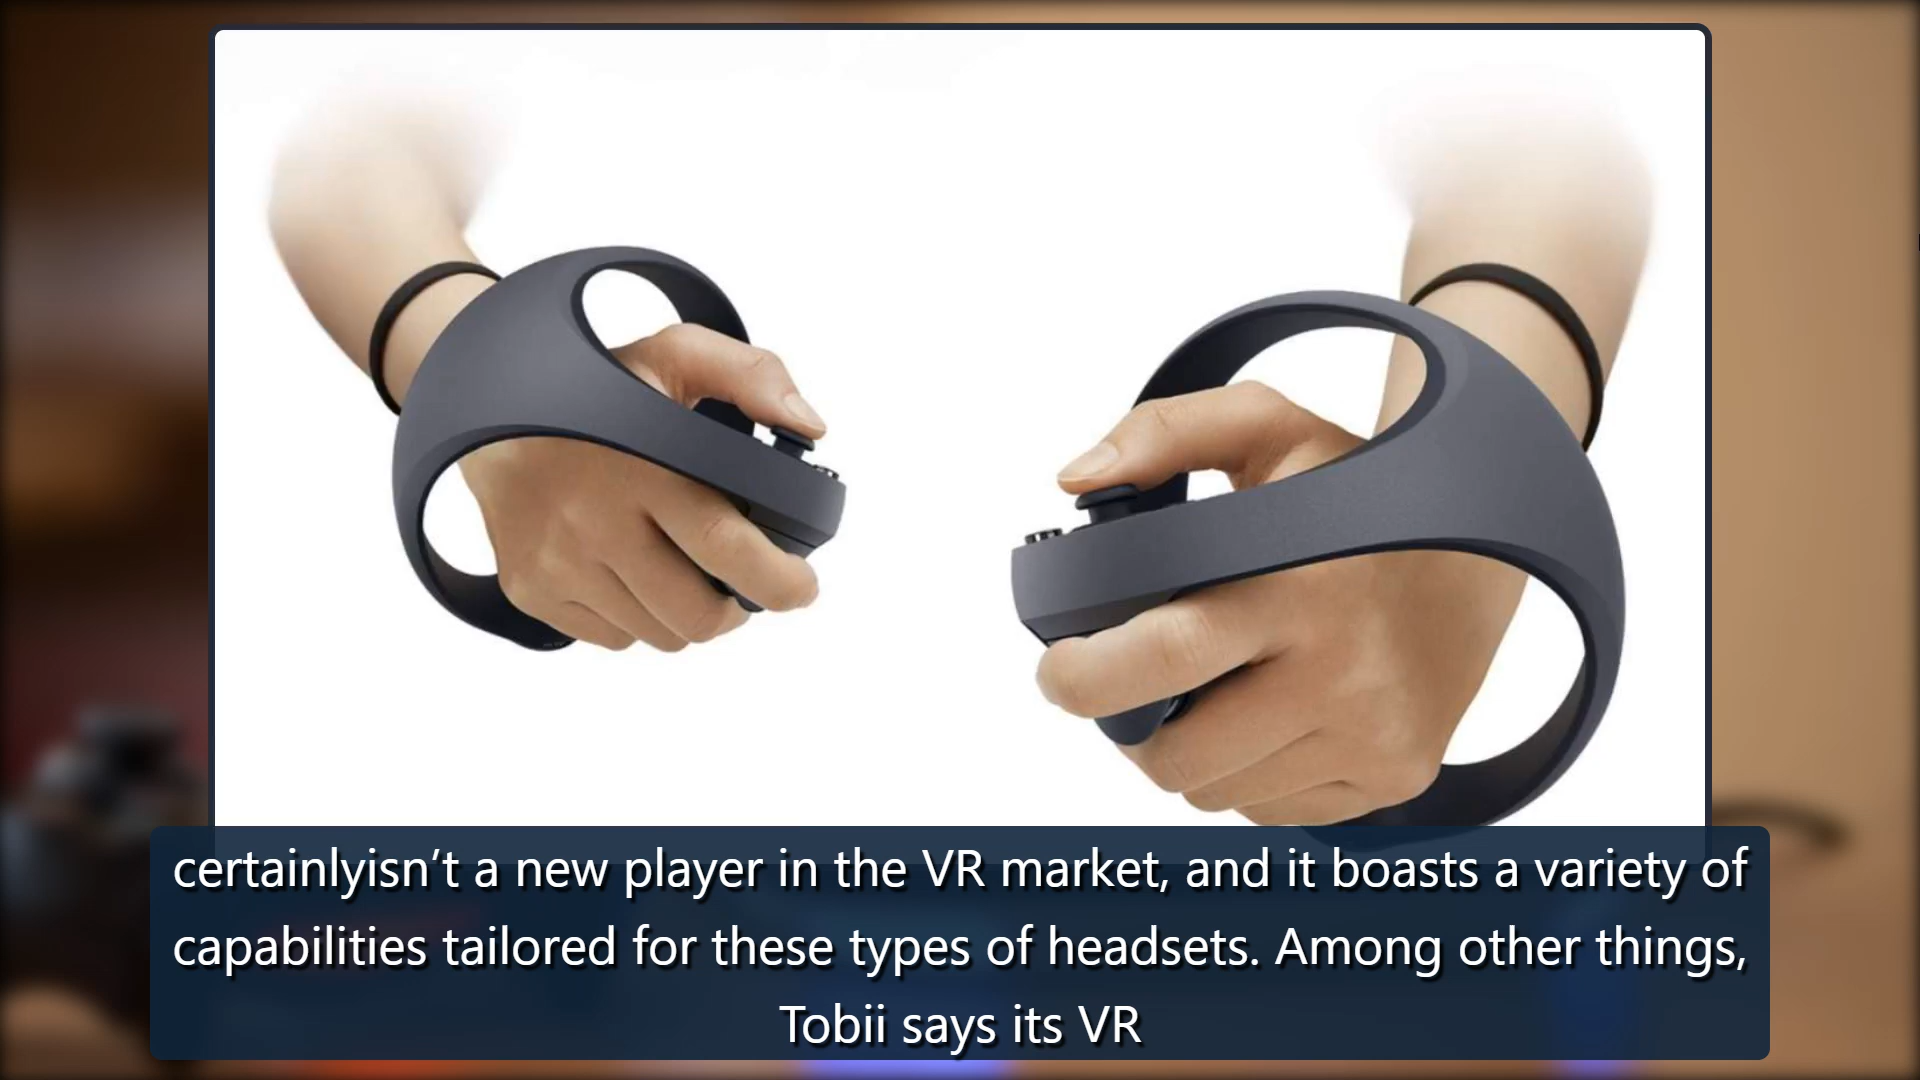 certainlyisn’t a new player in the VR market, and it boasts a variety of
capabilities tailored for these types of headsets. Among other things,
Tobii says its VR